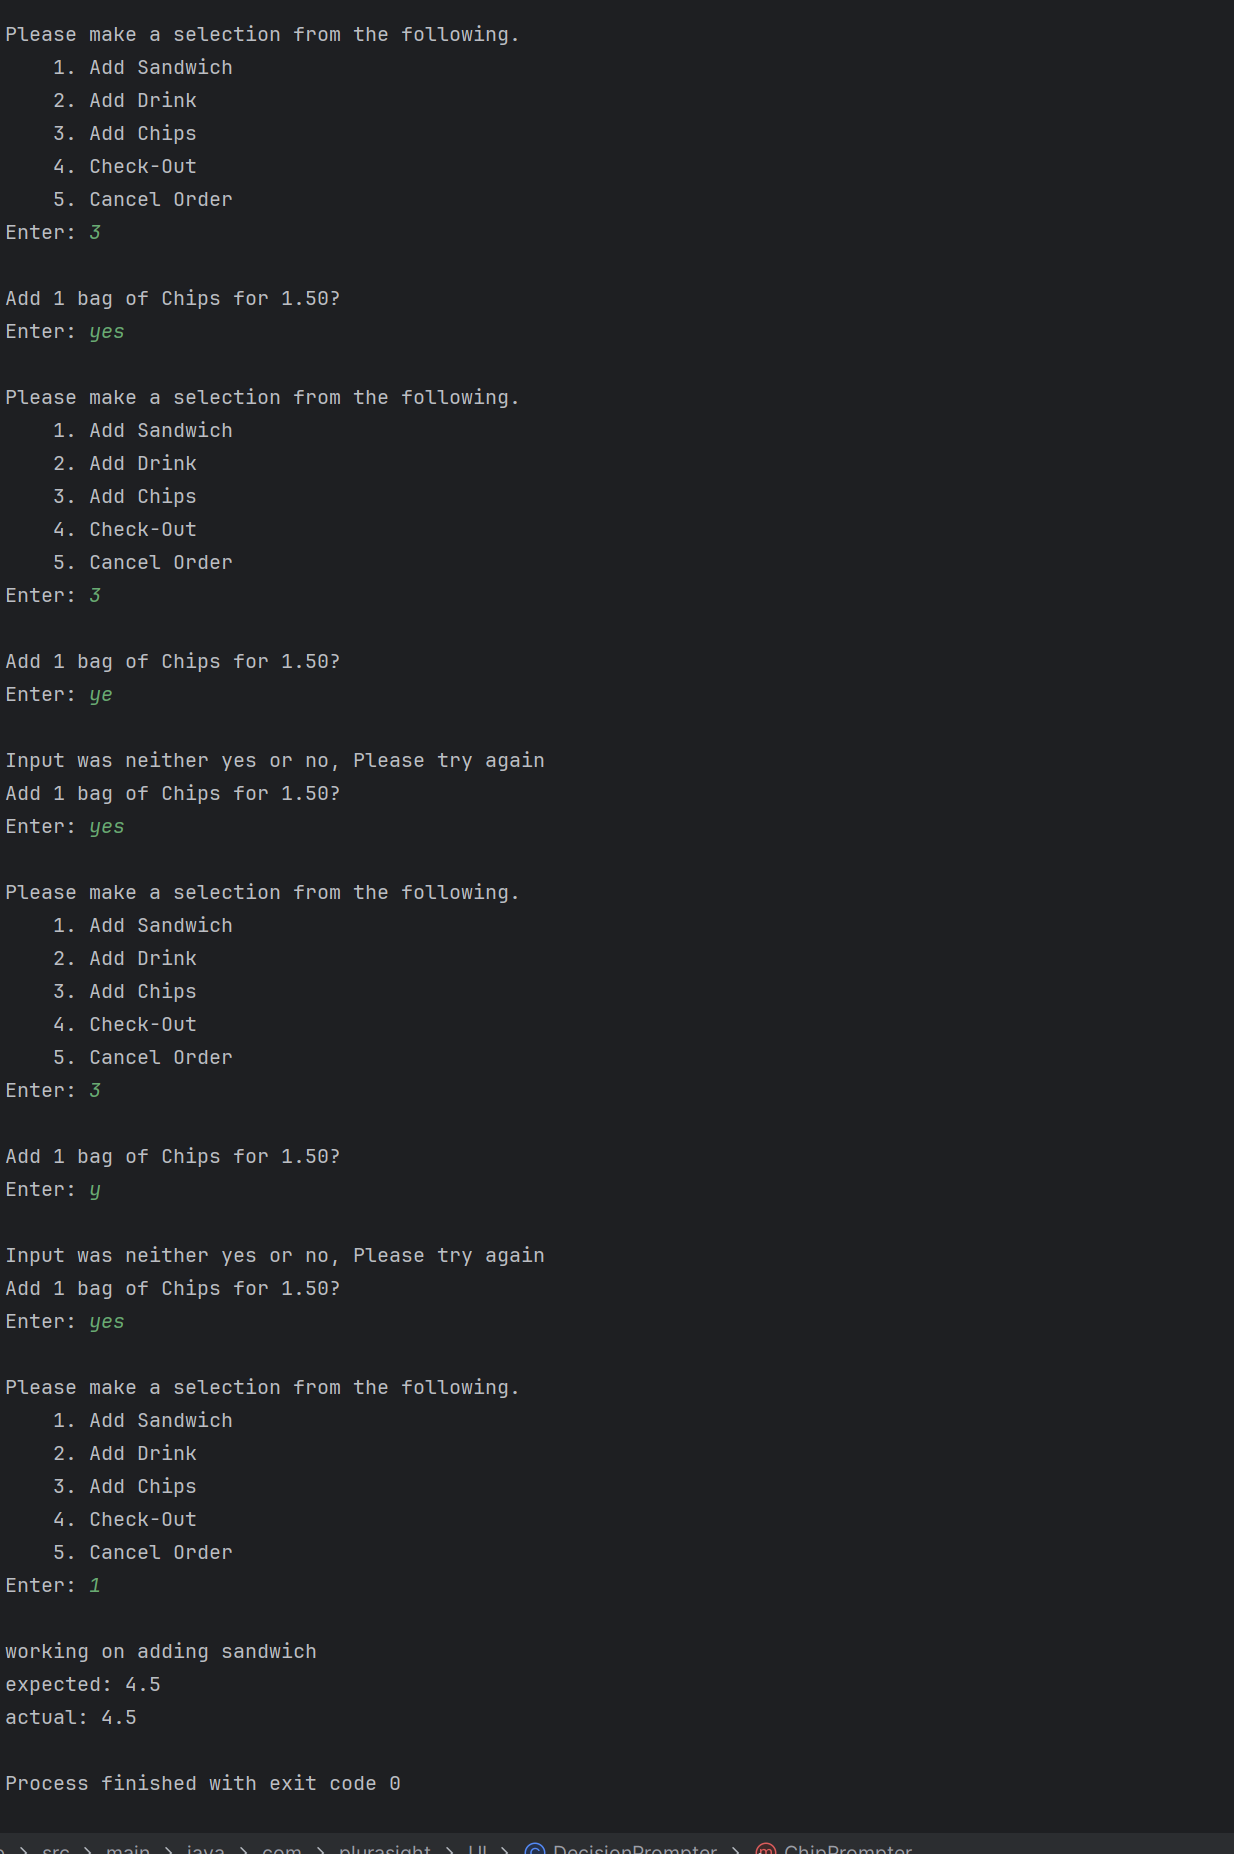 Please make a selection from the following.
1. Add Sandwich
2. Add Drink
3. Add Chips
4. Check-Out
5. Cancel Order
Enter: 3
Add 1 bag of Chips for 1.50?
Enter: yes
Please make a selection from the following.
1. Add Sandwich
2. Add Drink
3. Add Chips
4. Check-Out
5. Cancel Order
Enter: 3
Add 1 bag of Chips for 1.50?
Enter: ye
Input was neither yes or no, Please try again
Add 1 bag of Chips for 1.50?
Enter: yes
Please make a selection from the following.
1. Add Sandwich
2. Add Drink
3. Add Chips
4. Check-Out
5. Cancel Order
Enter: 3
Add 1 bag of Chips for 1.50?
Enter: y
Input was neither yes or no, Please try again
Add 1 bag of Chips for 1.50?
Enter: yes
Please make a selection from the following.
1. Add Sandwich
2. Add Drink
3. Add Chips
4. Check-Out
5. Cancel Order
Enter: 1
working on adding sandwich
expected: 4.5
actual: 4.5
Process finished with exit code 0
> src > main > java > com > plurasight > UI > DecisionPrompter > ChipPrompter